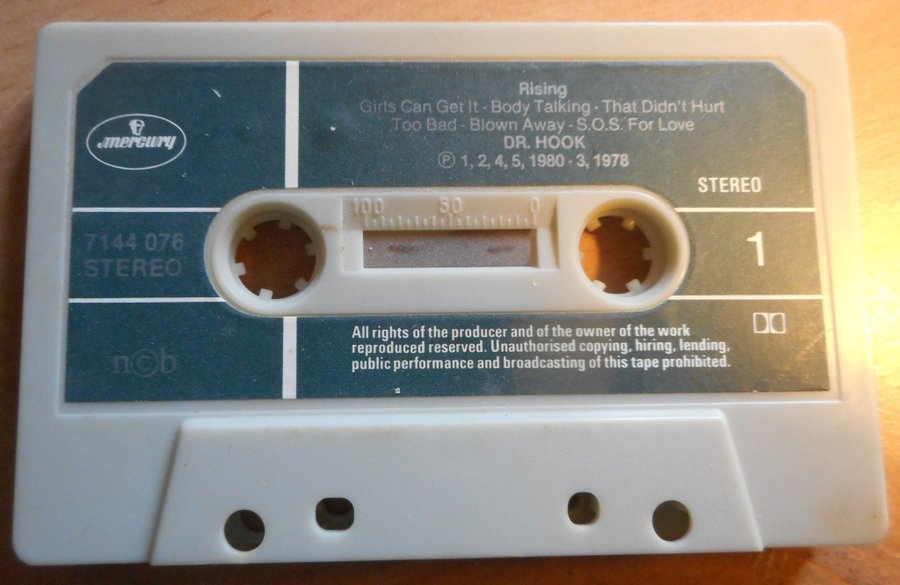 Rising
Girls Can Get It - Body Talking - That Didn't Hurt
Too Bad - Blown Away - S.O.S. For Love
DR. HOOK
℗ 1, 2, 4, 5, 1980 - 3, 1978
mercury
STEREO
100 50 0
7144 076
STEREO
1
n©b
All rights of the producer and of the owner of the work
reproduced reserved. Unauthorised copying, hiring, lending,
public performance and broadcasting of this tape prohibited.